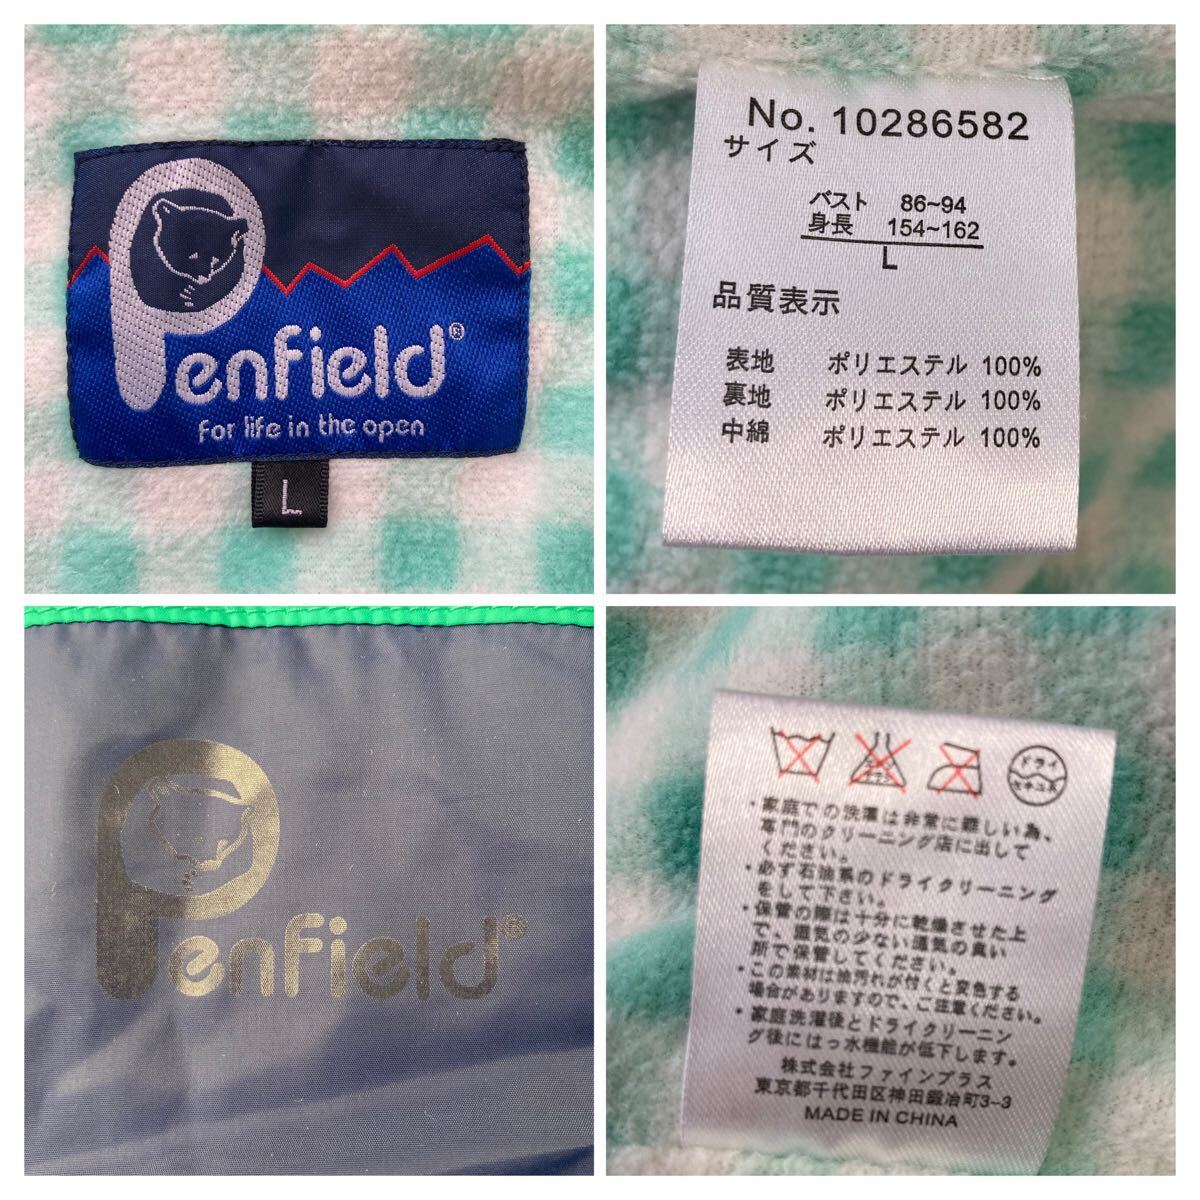 Penfield®
For life in the open
L
No. 10286582
サイズ
バスト 86~94
身長 154~162
L
品質表示
表地 ポリエステル 100%
裏地 ポリエステル 100%
中綿 ポリエステル 100%
Penfield®
ドライ
セキユ系
・家庭での洗濯は非常に難しい為、
専門のクリーニング店に出して
ください。
・必ず石油系のドライクリーニング
をして下さい。
・保管の際は十分に乾燥させた上
で、湿気の少ない通気の良い
所で保管してください。
・この素材は油汚れが付くと変色する
場合がありますので、ご注意ください。
・家庭洗濯後とドライクリーニン
グ後にはっ水機能が低下します。
株式会社ファインプラス
東京都千代田区神田鍛冶町3-3
MADE IN CHINA